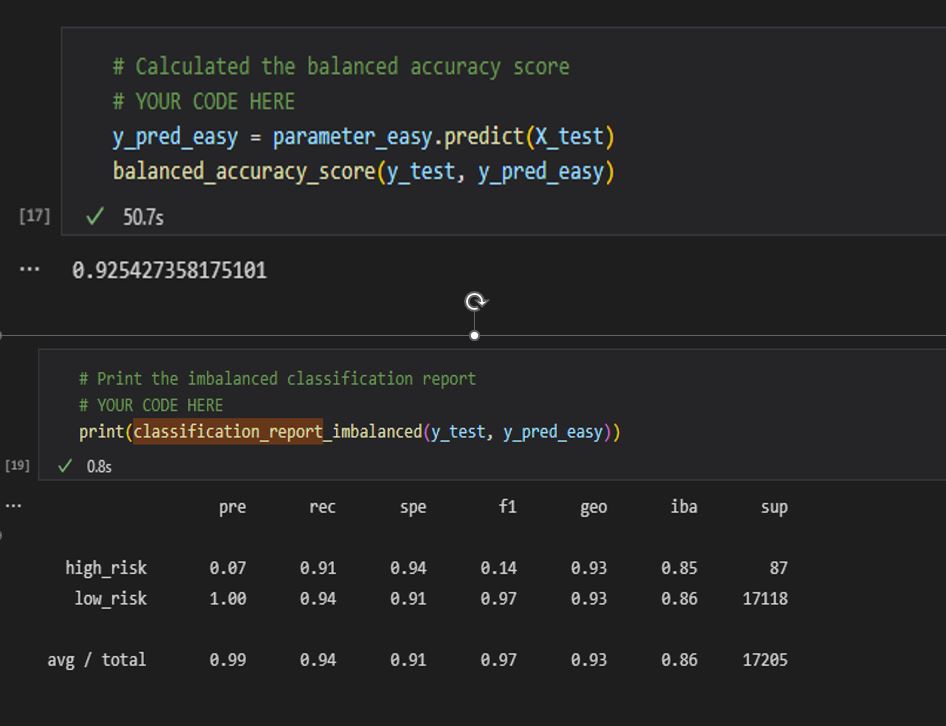 # Calculated the balanced accuracy score
# YOUR CODE HERE
y_pred_easy = parameter_easy.predict(X_test)
balanced_accuracy_score(y_test, y_pred_easy)
[17] ✓ 50.7s
... 0.925427358175101
# Print the imbalanced classification report
# YOUR CODE HERE
print(classification_report_imbalanced(y_test, y_pred_easy))
[19] ✓ 0.8s
... pre rec spe f1 geo iba sup
high_risk 0.07 0.91 0.94 0.14 0.93 0.85 87
low_risk 1.00 0.94 0.91 0.97 0.93 0.86 17118
avg / total 0.99 0.94 0.91 0.97 0.93 0.86 17205